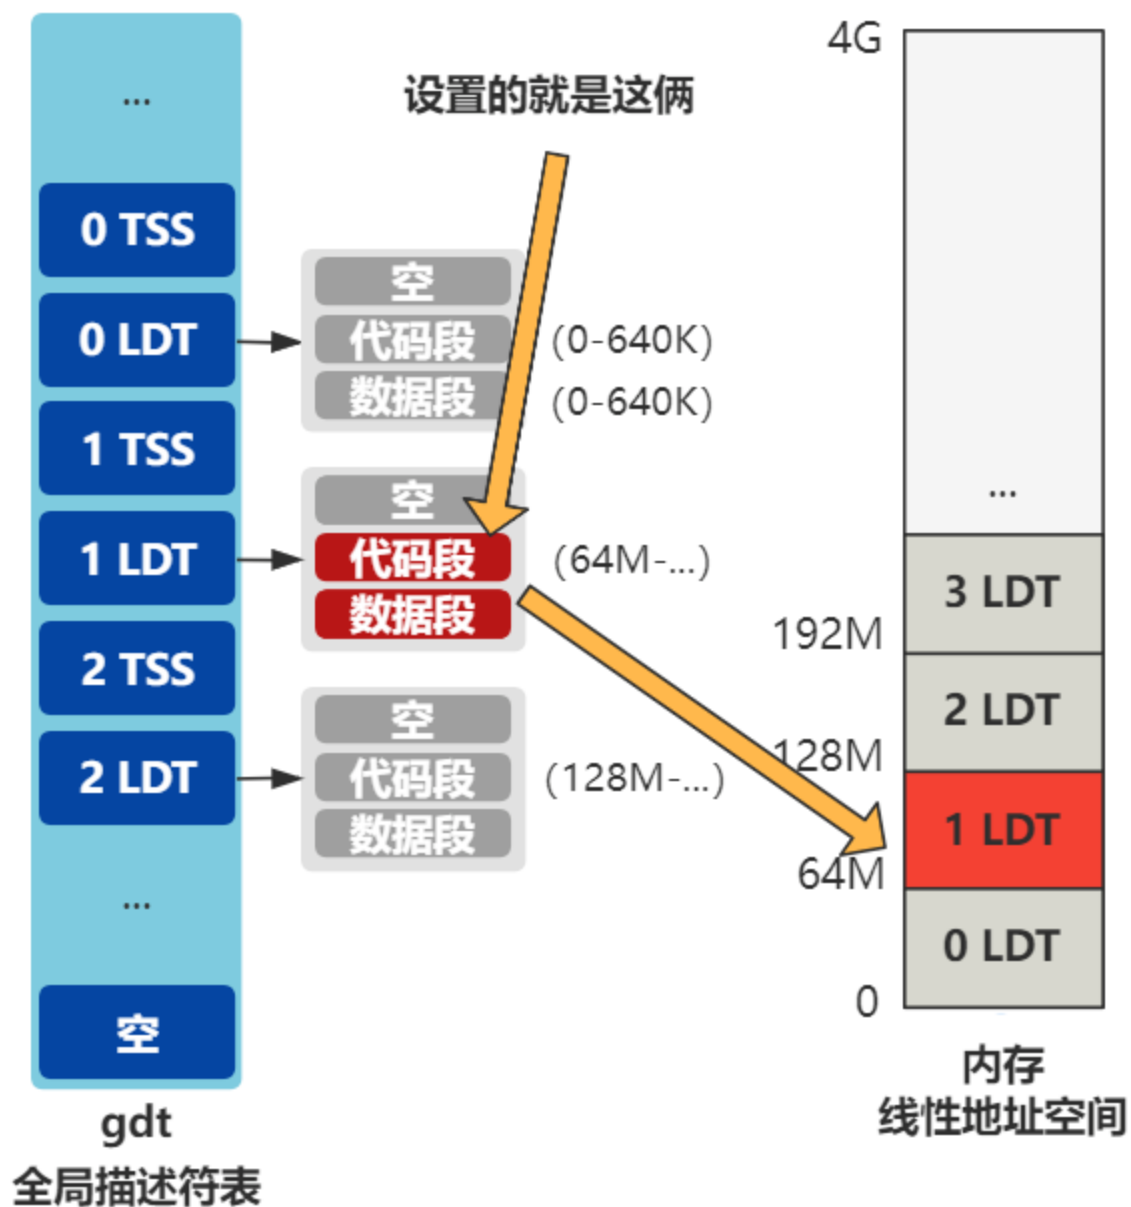 ...
0 TSS
0 LDT
1 TSS
1 LDT
2 TSS
2 LDT
...
空
gdt
全局描述符表
设置的就是这俩
空
代码段 (0-640K)
数据段 (0-640K)
空
代码段 (64M-...)
数据段
空
代码段 (128M-...)
数据段
4G
...
3 LDT
192M
2 LDT
128M
1 LDT
64M
0 LDT
0
内存
线性地址空间